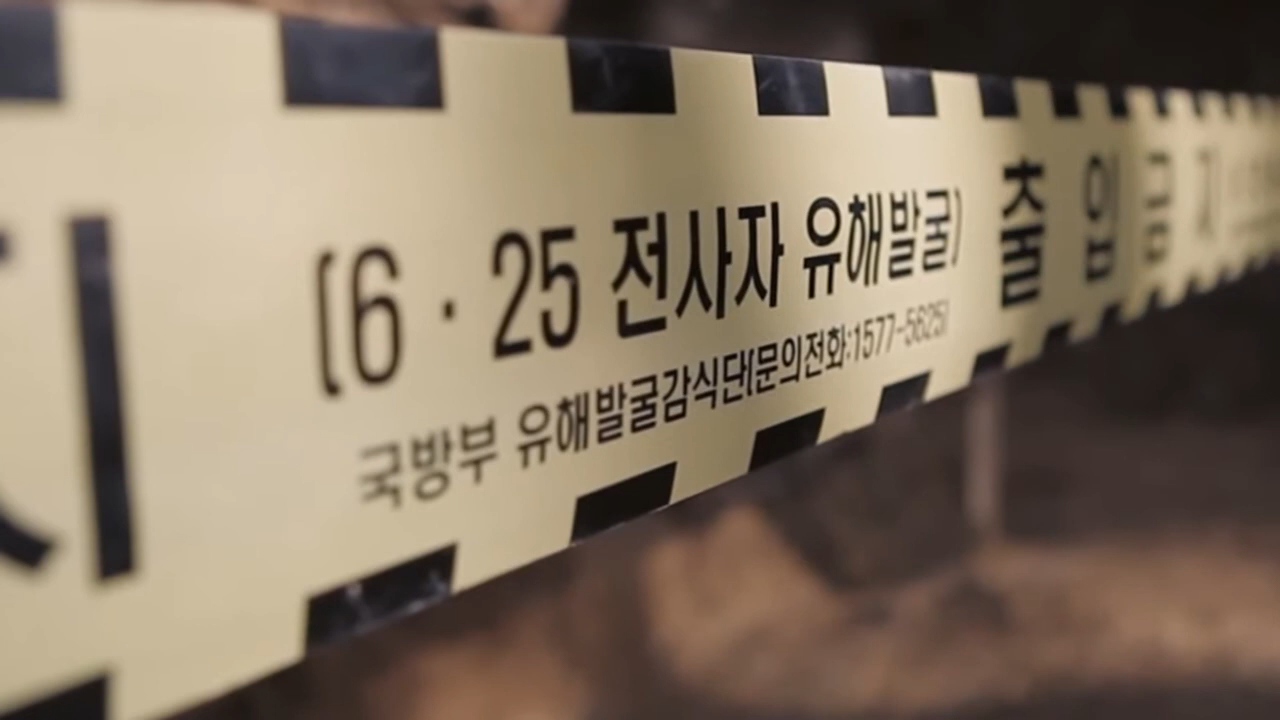 지
(6 · 25 전사자 유해발굴)
국방부 유해발굴감식단(문의전화:1577-5625)
출 입 금 지